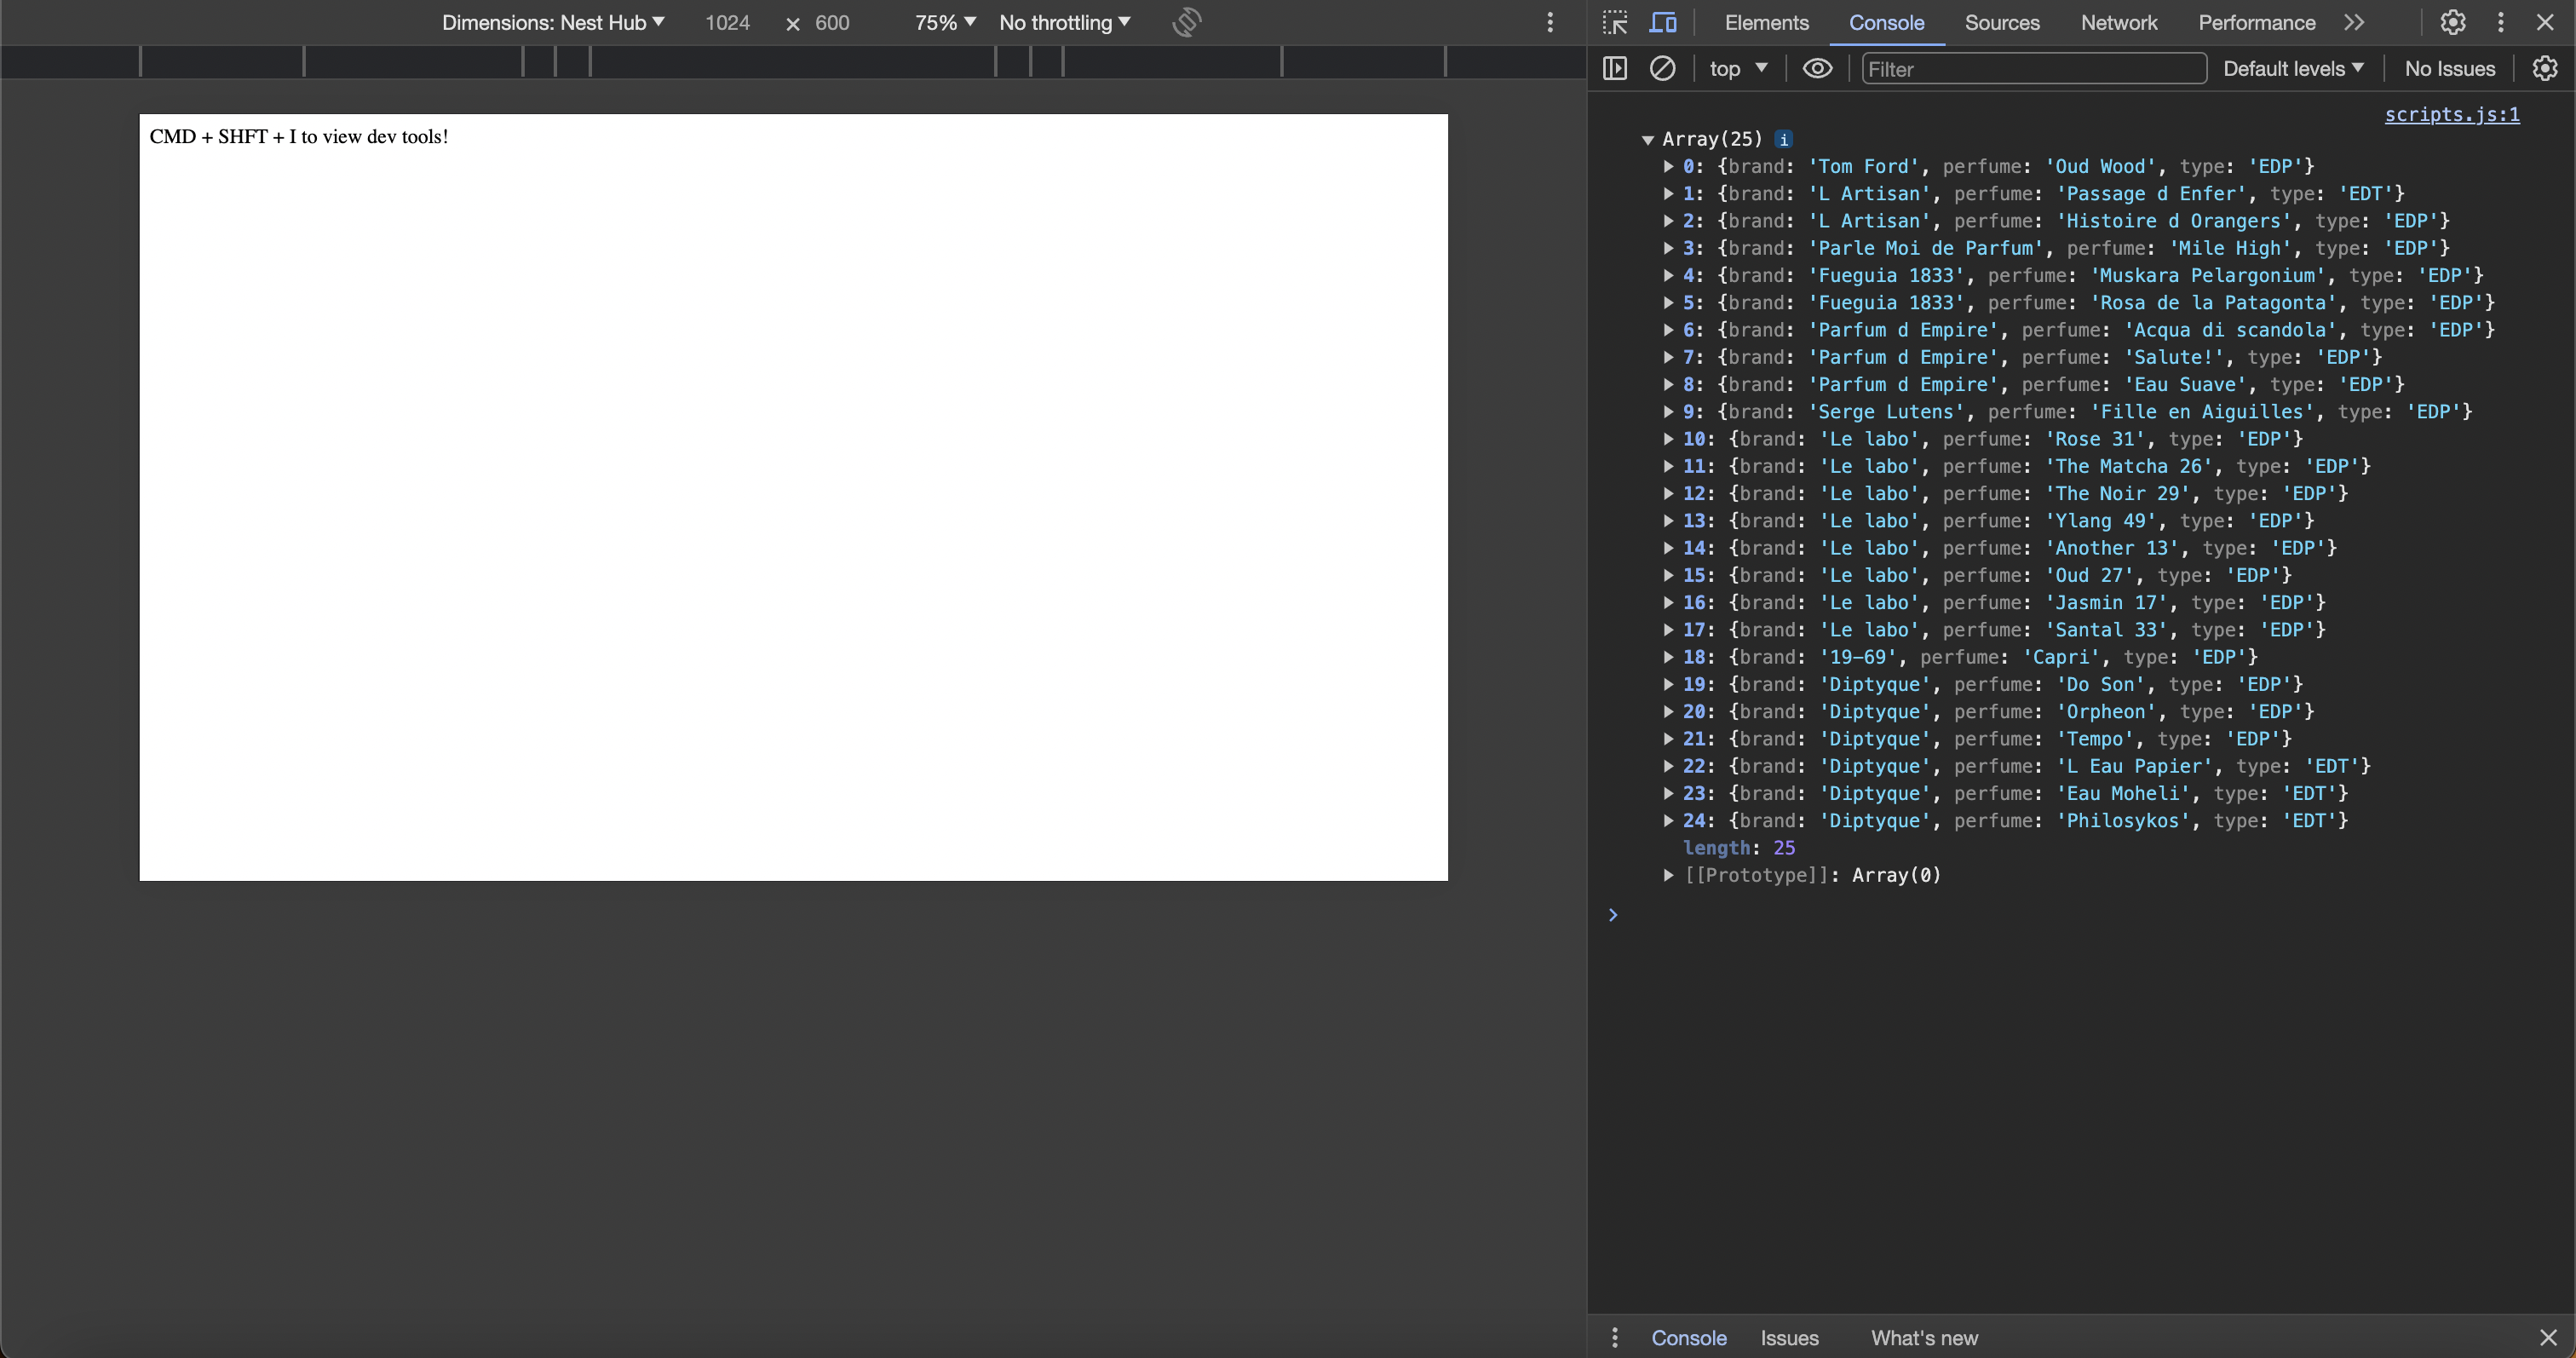 Dimensions: Nest Hub 1024 × 600 75% No throttling
CMD + SHFT + I to view dev tools!
Elements Console Sources Network Performance
top Filter Default levels No Issues
scripts.js:1
Array(25) i
0: {brand: 'Tom Ford', perfume: 'Oud Wood', type: 'EDP'}
1: {brand: 'L Artisan', perfume: 'Passage d Enfer', type: 'EDT'}
2: {brand: 'L Artisan', perfume: 'Histoire d Orangers', type: 'EDP'}
3: {brand: 'Parle Moi de Parfum', perfume: 'Mile High', type: 'EDP'}
4: {brand: 'Fueguia 1833', perfume: 'Muskara Pelargonium', type: 'EDP'}
5: {brand: 'Fueguia 1833', perfume: 'Rosa de la Patagonta', type: 'EDP'}
6: {brand: 'Parfum d Empire', perfume: 'Acqua di scandola', type: 'EDP'}
7: {brand: 'Parfum d Empire', perfume: 'Salute!', type: 'EDP'}
8: {brand: 'Parfum d Empire', perfume: 'Eau Suave', type: 'EDP'}
9: {brand: 'Serge Lutens', perfume: 'Fille en Aiguilles', type: 'EDP'}
10: {brand: 'Le labo', perfume: 'Rose 31', type: 'EDP'}
11: {brand: 'Le labo', perfume: 'The Matcha 26', type: 'EDP'}
12: {brand: 'Le labo', perfume: 'The Noir 29', type: 'EDP'}
13: {brand: 'Le labo', perfume: 'Ylang 49', type: 'EDP'}
14: {brand: 'Le labo', perfume: 'Another 13', type: 'EDP'}
15: {brand: 'Le labo', perfume: 'Oud 27', type: 'EDP'}
16: {brand: 'Le labo', perfume: 'Jasmin 17', type: 'EDP'}
17: {brand: 'Le labo', perfume: 'Santal 33', type: 'EDP'}
18: {brand: '19-69', perfume: 'Capri', type: 'EDP'}
19: {brand: 'Diptyque', perfume: 'Do Son', type: 'EDP'}
20: {brand: 'Diptyque', perfume: 'Orpheon', type: 'EDP'}
21: {brand: 'Diptyque', perfume: 'Tempo', type: 'EDP'}
22: {brand: 'Diptyque', perfume: 'L Eau Papier', type: 'EDT'}
23: {brand: 'Diptyque', perfume: 'Eau Moheli', type: 'EDT'}
24: {brand: 'Diptyque', perfume: 'Philosykos', type: 'EDT'}
length: 25
[[Prototype]]: Array(0)
Console Issues What's new